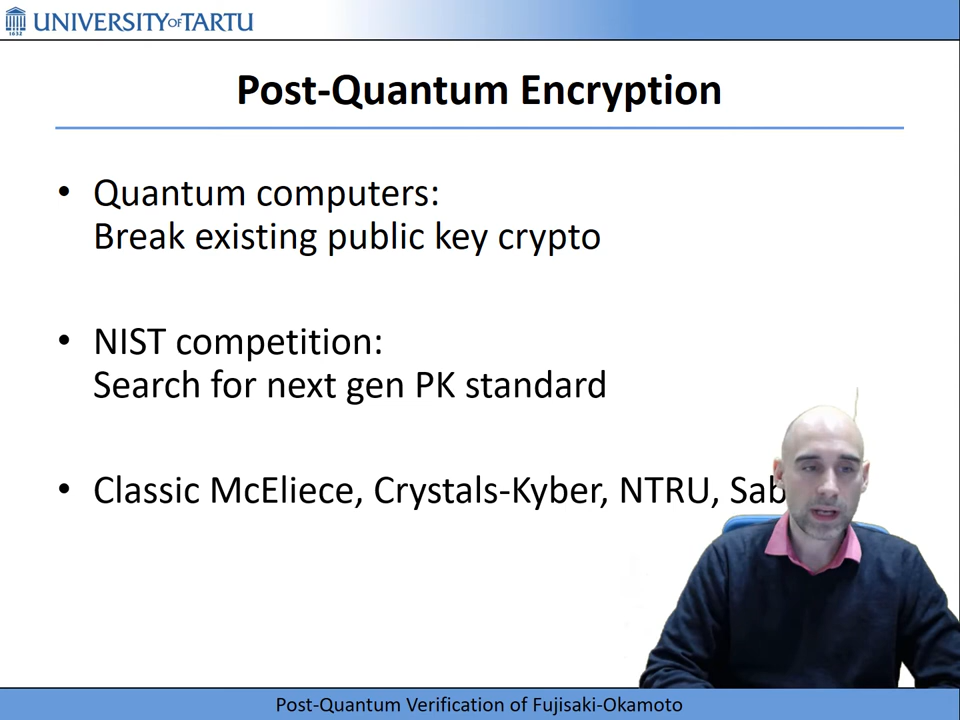 1632
UNIVERSITY OF TARTU
Post-Quantum Encryption
• Quantum computers:
Break existing public key crypto
• NIST competition:
Search for next gen PK standard
• Classic McEliece, Crystals-Kyber, NTRU,
Post-Quantum Verification of Fujisaki-Okamoto